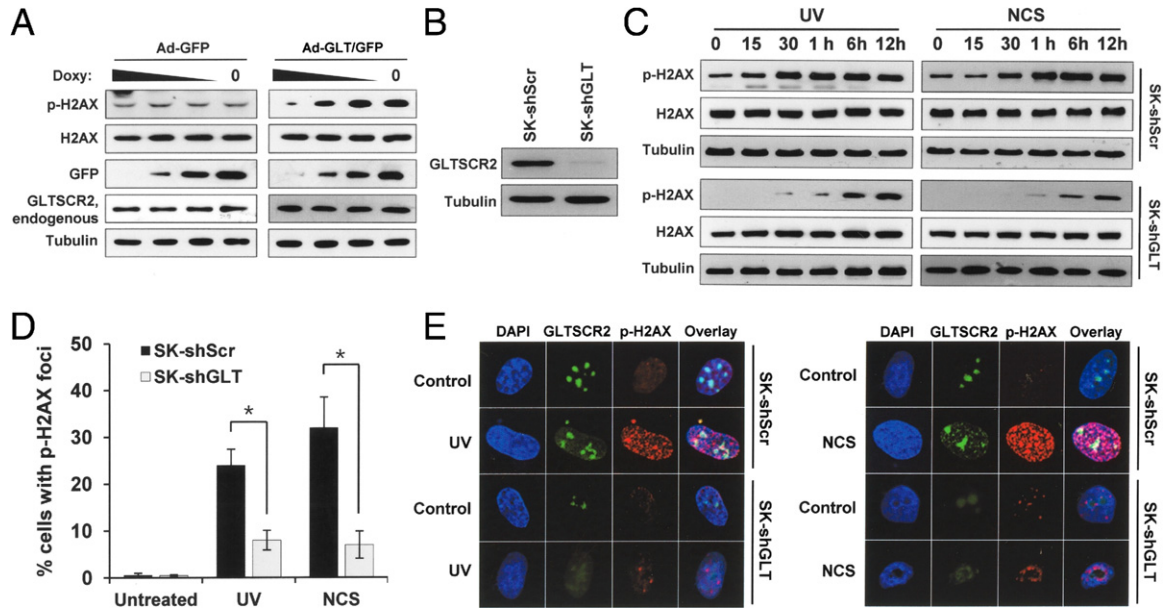 A
Ad-GFP Ad-GLT/GFP
Doxy: 0 0
p-H2AX
H2AX
GFP
GLTSCR2,
endogenous
Tubulin
B
SK-shScr
SK-shGLT
GLTSCR2
Tubulin
C
UV NCS
0 15 30 1 h 6h 12h 0 15 30 1 h 6h 12h
p-H2AX
H2AX
Tubulin
SK-shScr
p-H2AX
H2AX
Tubulin
SK-shGLT
D
% cells with p-H2AX foci
50
40
30
20
10
0
SK-shScr
SK-shGLT
* *
Untreated UV NCS
E
DAPI GLTSCR2 p-H2AX Overlay
Control
UV
SK-shScr
Control
UV
SK-shGLT
DAPI GLTSCR2 p-H2AX Overlay
Control
NCS
SK-shScr
Control
NCS
SK-shGLT